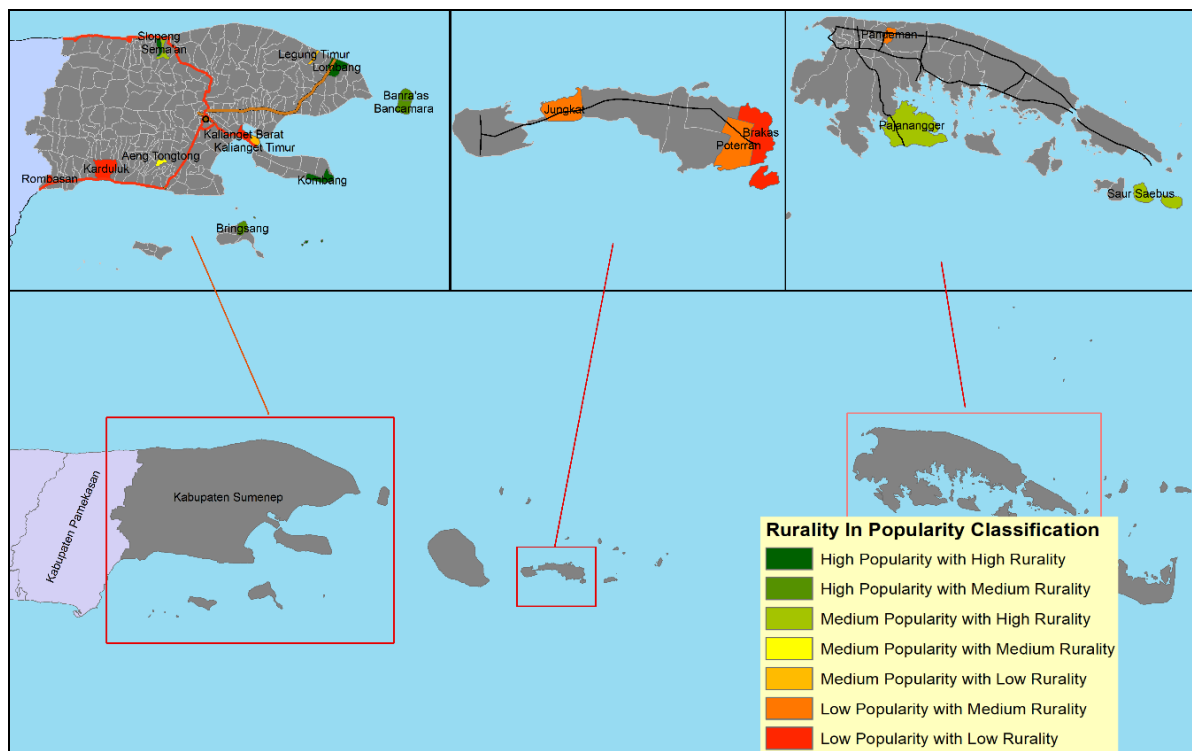 Slopeng
Sema'an
Legung Timur
Lombang
Banra'as
Bancamara
Kalianget Barat
Kalianget Timur
Aeng Tongtong
Karduluk
Rombasan
Kombang
Bringsang
Jungkat
Brakas
Poterran
Pandeman
Pajanangger
Saur Saebus
Kabupaten Pamekasan
Kabupaten Sumenep
Rurality In Popularity Classification
High Popularity with High Rurality
High Popularity with Medium Rurality
Medium Popularity with High Rurality
Medium Popularity with Medium Rurality
Medium Popularity with Low Rurality
Low Popularity with Medium Rurality
Low Popularity with Low Rurality